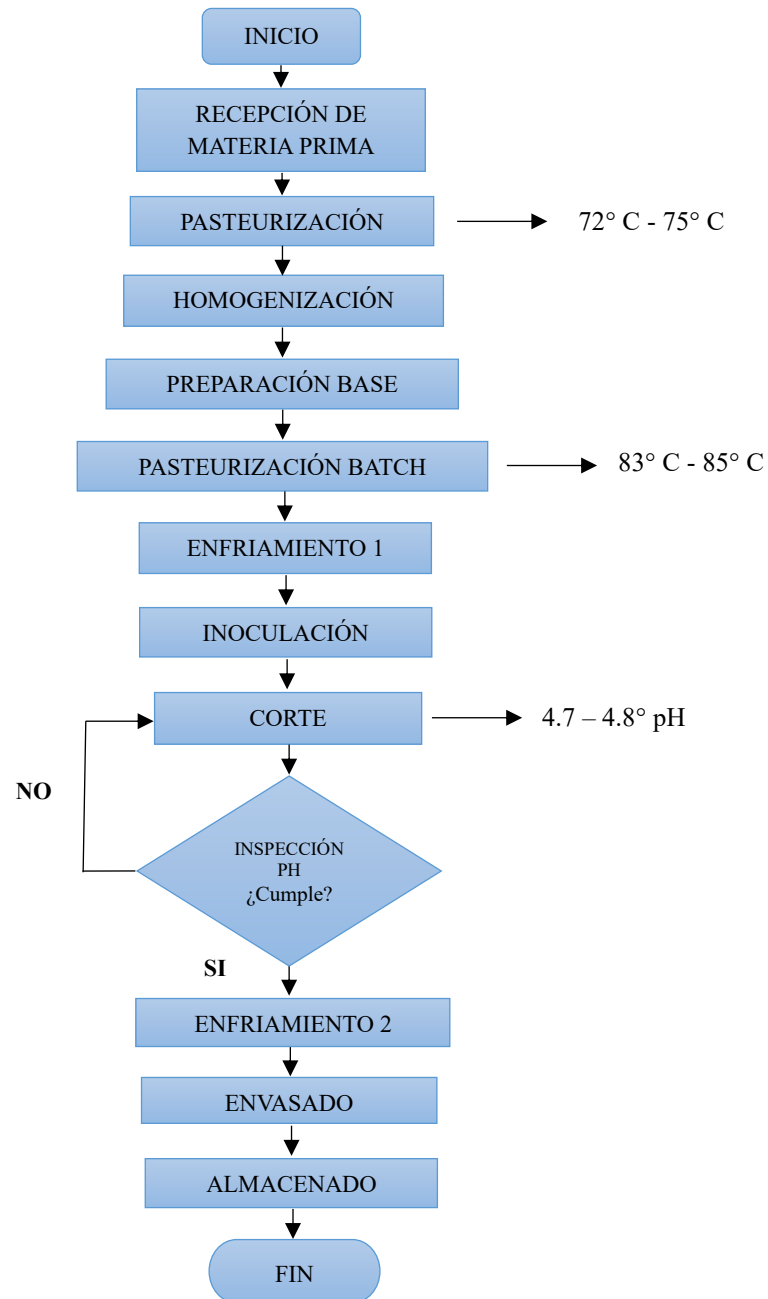 INICIO
RECEPCIÓN DE
MATERIA PRIMA
PASTEURIZACIÓN
72° C - 75° C
HOMOGENIZACIÓN
PREPARACIÓN BASE
PASTEURIZACIÓN BATCH
83° C - 85° C
ENFRIAMIENTO 1
INOCULACIÓN
CORTE
4.7 – 4.8° pH
NO
INSPECCIÓN
PH
¿Cumple?
SI
ENFRIAMIENTO 2
ENVASADO
ALMACENADO
FIN